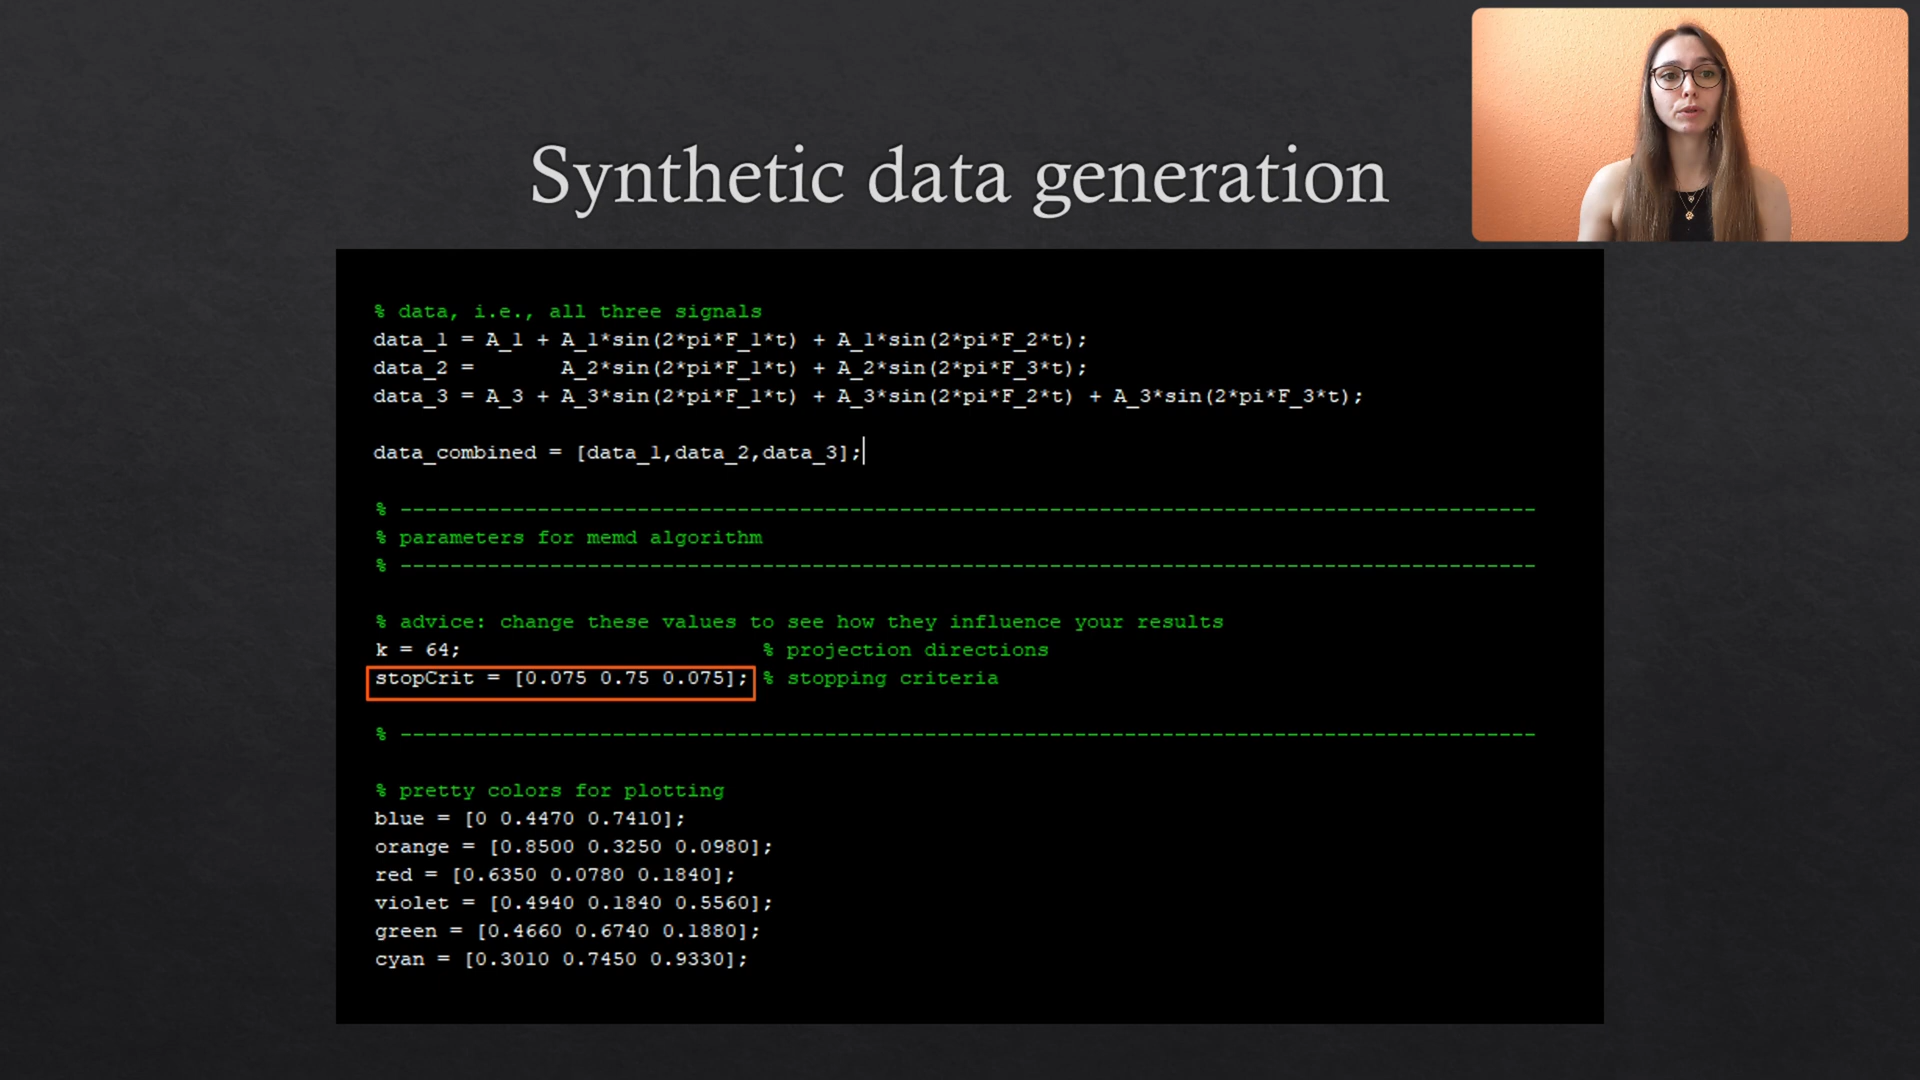 Synthetic data generation
% data, i.e., all three signals
data_1 = A_1 + A_1*sin(2*pi*F_1*t) + A_1*sin(2*pi*F_2*t);
data_2 =       A_2*sin(2*pi*F_1*t) + A_2*sin(2*pi*F_3*t);
data_3 = A_3 + A_3*sin(2*pi*F_1*t) + A_3*sin(2*pi*F_2*t) + A_3*sin(2*pi*F_3*t);
data_combined = [data_1,data_2,data_3];
% -------------------------------------------------------------------------------------------
% parameters for memd algorithm
% -------------------------------------------------------------------------------------------
% advice: change these values to see how they influence your results
k = 64;                        % projection directions
stopCrit = [0.075 0.75 0.075]; % stopping criteria
% -------------------------------------------------------------------------------------------
% pretty colors for plotting
blue = [0 0.4470 0.7410];
orange = [0.8500 0.3250 0.0980];
red = [0.6350 0.0780 0.1840];
violet = [0.4940 0.1840 0.5560];
green = [0.4660 0.6740 0.1880];
cyan = [0.3010 0.7450 0.9330];